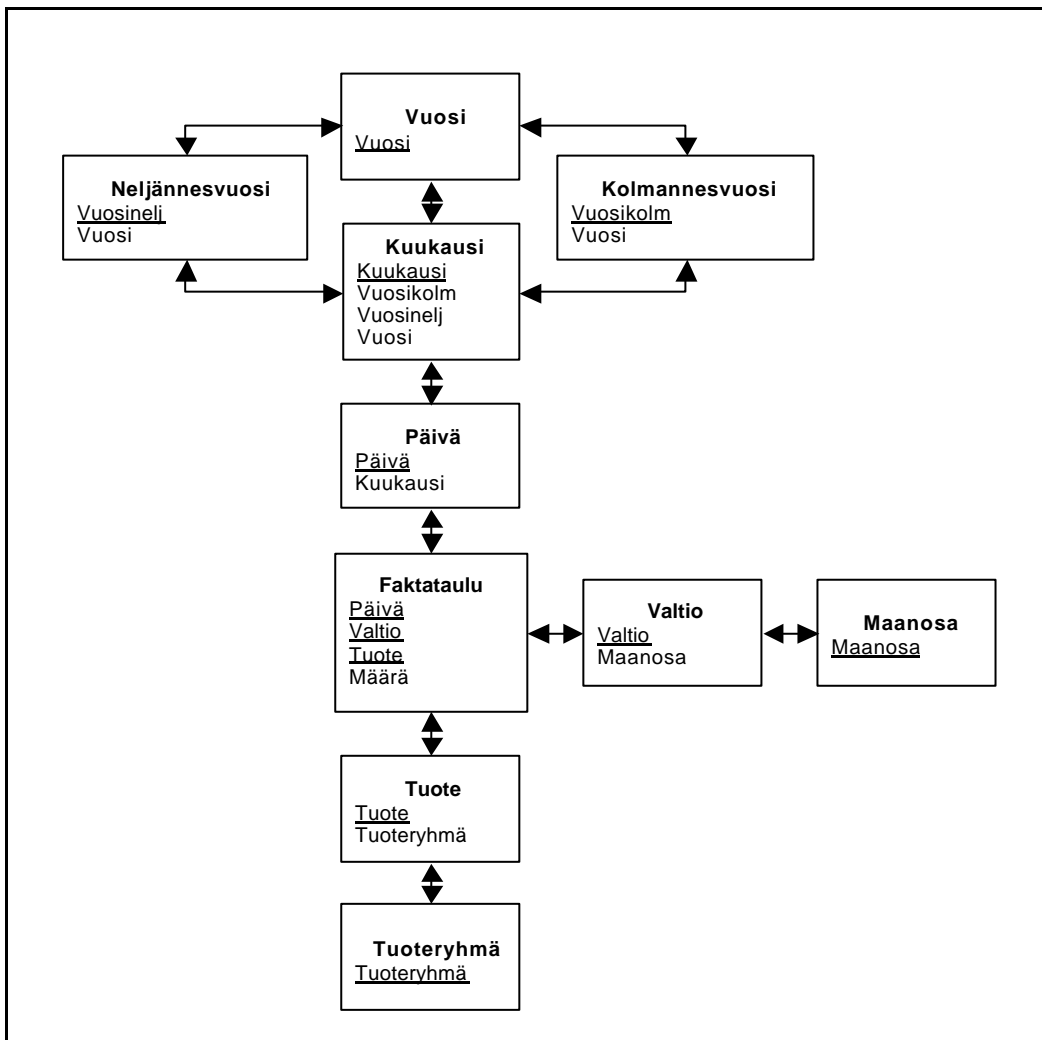 Vuosi
Vuosi
Neljännesvuosi
Vuosinelj
Vuosi
Kolmannesvuosi
Vuosikolm
Vuosi
Kuukausi
Kuukausi
Vuosikolm
Vuosinelj
Vuosi
Päivä
Päivä
Kuukausi
Faktataulu
Päivä
Valtio
Tuote
Määrä
Valtio
Valtio
Maanosa
Maanosa
Maanosa
Tuote
Tuote
Tuoteryhmä
Tuoteryhmä
Tuoteryhmä